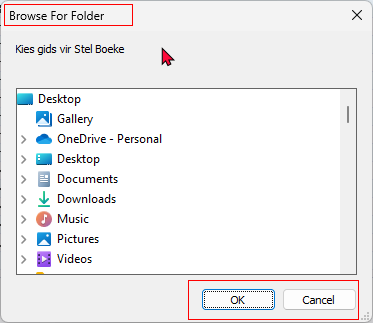 Browse For Folder
Kies gids vir Stel Boeke
Desktop
Gallery
OneDrive - Personal
Desktop
Documents
Downloads
Music
Pictures
Videos
OK Cancel